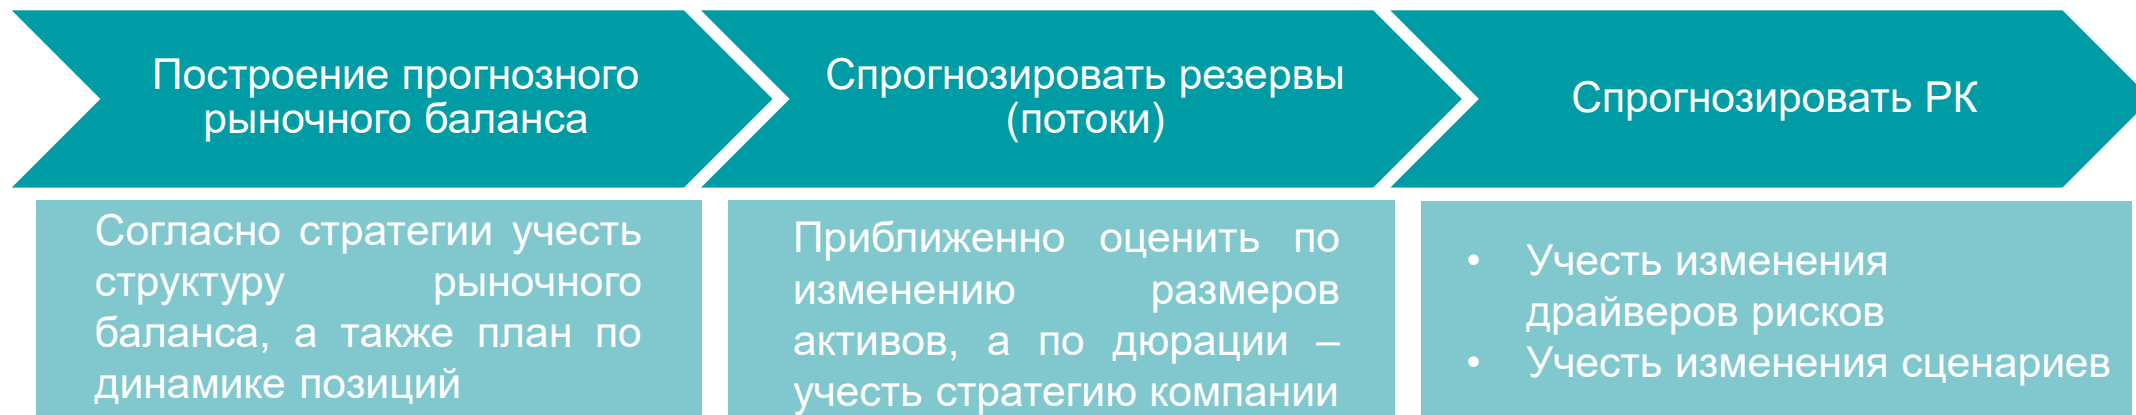 Построение прогнозного
рыночного баланса
Спрогнозировать резервы
(потоки)
Спрогнозировать РК
Согласно стратегии учесть
структуру рыночного
баланса, а также план по
динамике позиций
Приближенно оценить по
изменению размеров
активов, а по дюрации –
учесть стратегию компании
• Учесть изменения
драйверов рисков
• Учесть изменения сценариев